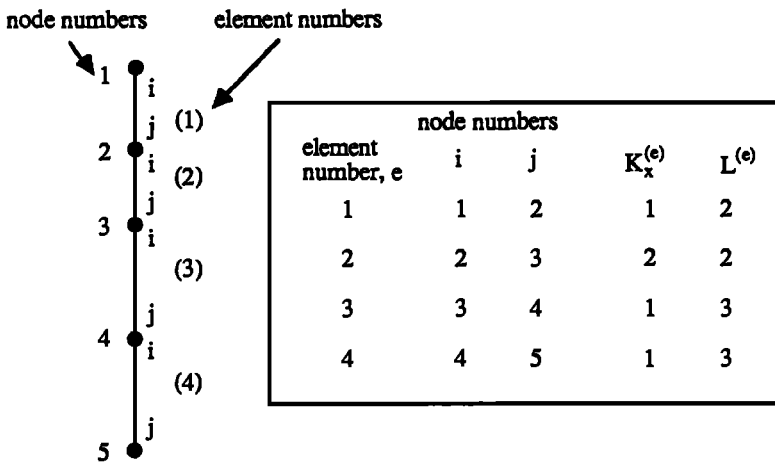 node numbers
element numbers
1
i
j
(1)
2
i
(2)
j
3
i
(3)
j
4
i
(4)
j
5
node numbers
element number, e i j K_x^(e) L^(e)
1 1 2 1 2
2 2 3 2 2
3 3 4 1 3
4 4 5 1 3